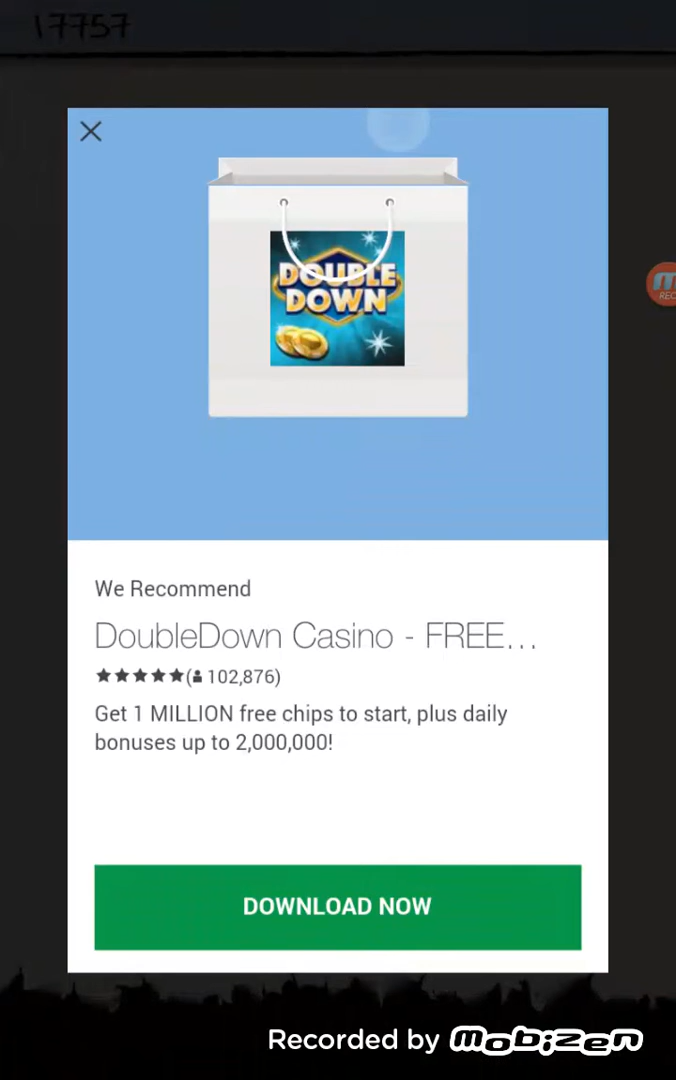 17757
DOUBLE
DOWN
REC
We Recommend
DoubleDown Casino - FREE...
★★★★★(102,876)
Get 1 MILLION free chips to start, plus daily
bonuses up to 2,000,000!
DOWNLOAD NOW
Recorded by mobizen